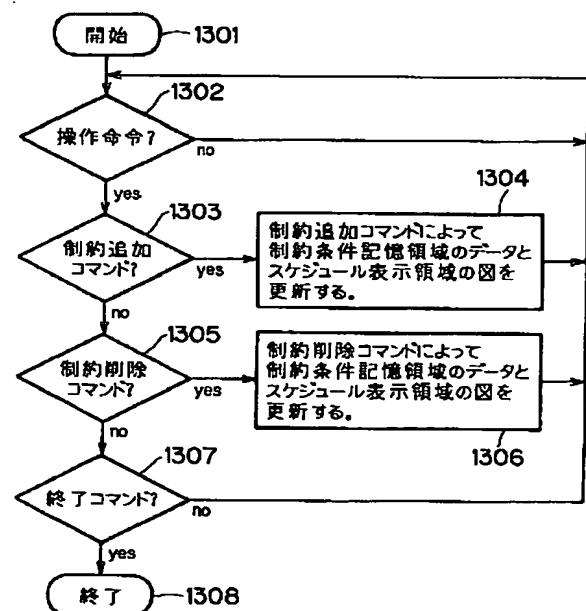 開始
1301
1302
操作命令?
no
yes
1303
1304
制約追加
コマンド?
yes
制約追加コマンドによって
制約条件記憶領域のデータと
スケジュール表示領域の図を
更新する。
no
1305
制約削除
コマンド?
yes
制約削除コマンドによって
制約条件記憶領域のデータと
スケジュール表示領域の図を
更新する。
no
1306
1307
終了コマンド?
no
yes
終了
1308